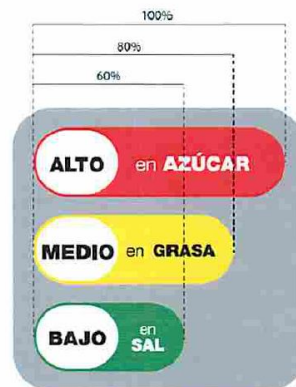 100%
80%
60%
ALTO en AZÚCAR
MEDIO en GRASA
BAJO en
SAL